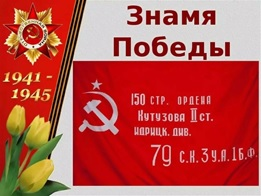 Знамя
Победы
1941 -
1945
150 СТР. ОРДЕНА
КУТУЗОВА II СТ.
ИДРИЦК. ДИВ.
79 С.К. 3 У.А. 1 Б.Ф.